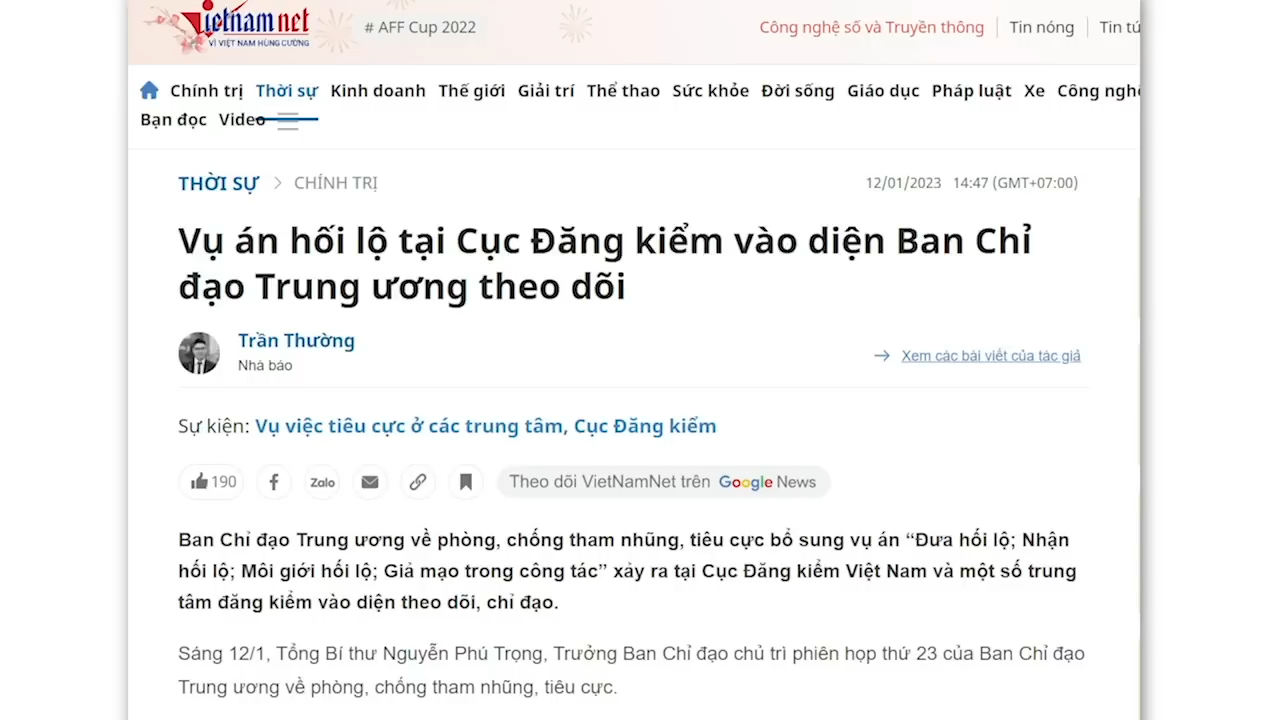 vietnamnet
VÌ VIỆT NAM HÙNG CƯỜNG
# AFF Cup 2022
Công nghệ số và Truyền thông
Tin nóng
Tin tứ
Chính trị Thời sự Kinh doanh Thế giới Giải trí Thể thao Sức khỏe Đời sống Giáo dục Pháp luật Xe Công nghệ
Bạn đọc Video
THỜI SỰ > CHÍNH TRỊ
12/01/2023 14:47 (GMT+07:00)
Vụ án hối lộ tại Cục Đăng kiểm vào diện Ban Chỉ
đạo Trung ương theo dõi
Trần Thường
Nhà báo
Xem các bài viết của tác giả
Sự kiện: Vụ việc tiêu cực ở các trung tâm, Cục Đăng kiểm
190
Zalo
Theo dõi VietNamNet trên Google News
Ban Chỉ đạo Trung ương về phòng, chống tham nhũng, tiêu cực bổ sung vụ án “Đưa hối lộ; Nhận
hối lộ; Môi giới hối lộ; Giả mạo trong công tác” xảy ra tại Cục Đăng kiểm Việt Nam và một số trung
tâm đăng kiểm vào diện theo dõi, chỉ đạo.
Sáng 12/1, Tổng Bí thư Nguyễn Phú Trọng, Trưởng Ban Chỉ đạo chủ trì phiên họp thứ 23 của Ban Chỉ đạo
Trung ương về phòng, chống tham nhũng, tiêu cực.